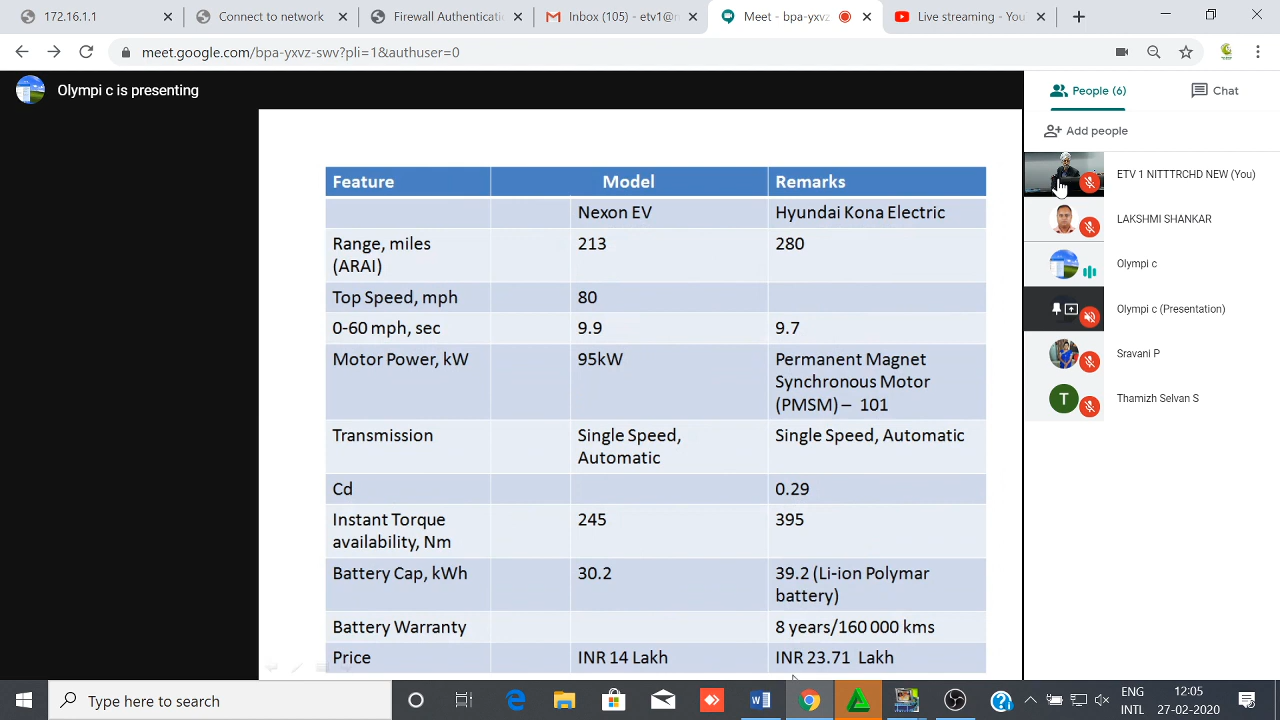 172.16.1.1
Connect to network
Firewall Authenticati
Inbox (105) - etv1@n
Meet - bpa-yxvz
Live streaming - You
meet.google.com/bpa-yxvz-swv?pli=1&authuser=0
Olympi c is presenting
People (6)
Chat
Add people
ETV 1 NITTTRCHD NEW (You)
LAKSHMI SHANKAR
Olympi c
Olympi c (Presentation)
Sravani P
T
Thamizh Selvan S
Feature Model Remarks
Nexon EV Hyundai Kona Electric
Range, miles 213 280
(ARAI)
Top Speed, mph 80
0-60 mph, sec 9.9 9.7
Motor Power, kW 95kW Permanent Magnet
Synchronous Motor
(PMSM) – 101
Transmission Single Speed, Single Speed, Automatic
Automatic
Cd 0.29
Instant Torque 245 395
availability, Nm
Battery Cap, kWh 30.2 39.2 (Li-ion Polymar
battery)
Battery Warranty 8 years/160 000 kms
Price INR 14 Lakh INR 23.71 Lakh
Type here to search
ENG
INTL
12:05
27-02-2020